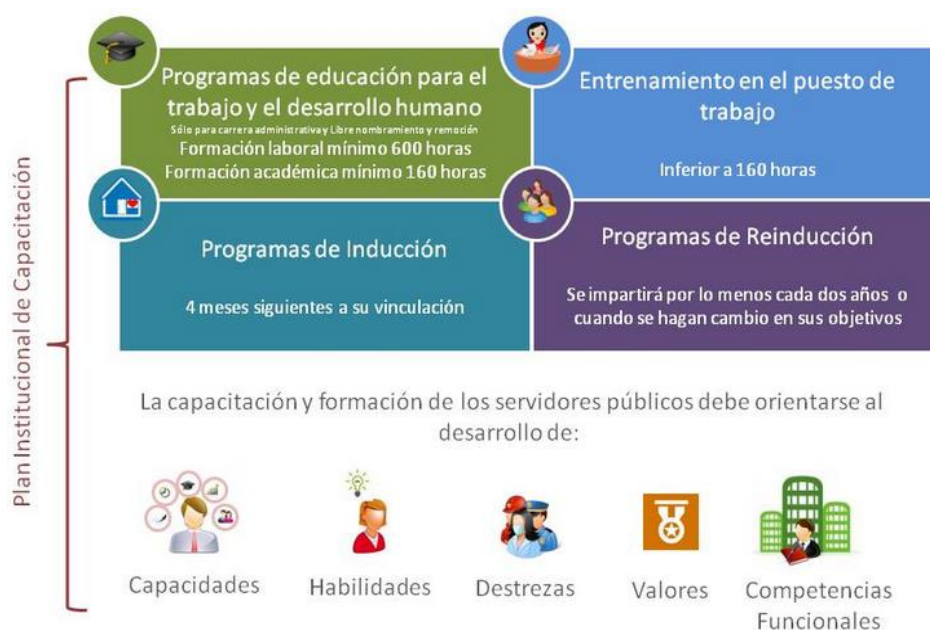 Plan Institucional de Capacitación
Programas de educación para el
trabajo y el desarrollo humano
Sólo para carrera administrativa y Libre nombramiento y remoción
Formación laboral mínimo 600 horas
Formación académica mínimo 160 horas
Entrenamiento en el puesto de
trabajo
Inferior a 160 horas
Programas de Inducción
4 meses siguientes a su vinculación
Programas de Reinducción
Se impartirá por lo menos cada dos años o
cuando se hagan cambio en sus objetivos
La capacitación y formación de los servidores públicos debe orientarse al
desarrollo de:
Capacidades
Habilidades
Destrezas
Valores
Competencias
Funcionales